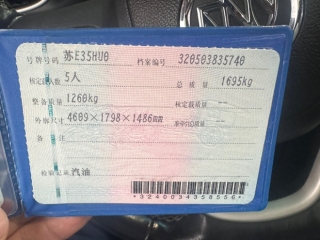 号牌号码 苏E35HU0 档案编号 320503835740
核定载人数 5人 总质量 1695kg
整备质量 1260kg 核定载质量 --
外廓尺寸 4609×1798×1486mm 准牵引总质量 --
备注
检验记录 汽油
*3240034358556*